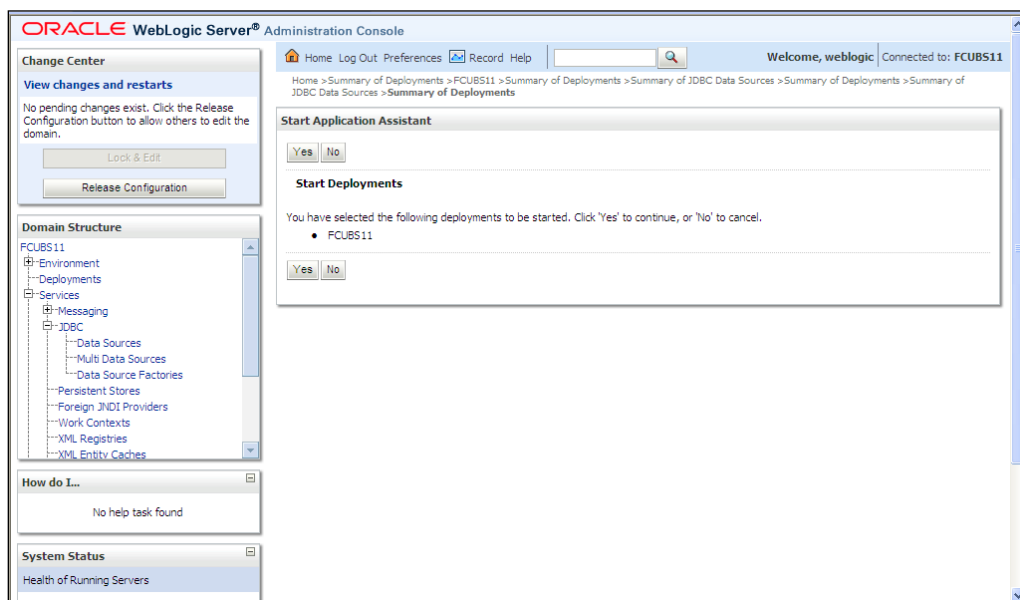 ORACLE WebLogic Server® Administration Console
Change Center
View changes and restarts
No pending changes exist. Click the Release
Configuration button to allow others to edit the
domain.
Lock & Edit
Release Configuration
Domain Structure
FCUBS11
Environment
Deployments
Services
Messaging
JDBC
Data Sources
Multi Data Sources
Data Source Factories
Persistent Stores
Foreign JNDI Providers
Work Contexts
XML Registries
XML Entity Caches
How do I...
No help task found
System Status
Health of Running Servers
Home Log Out Preferences Record Help
Welcome, weblogic Connected to: FCUBS11
Home >Summary of Deployments >FCUBS11 >Summary of Deployments >Summary of JDBC Data Sources >Summary of Deployments >Summary of
JDBC Data Sources >Summary of Deployments
Start Application Assistant
Yes No
Start Deployments
You have selected the following deployments to be started. Click 'Yes' to continue, or 'No' to cancel.
• FCUBS11
Yes No